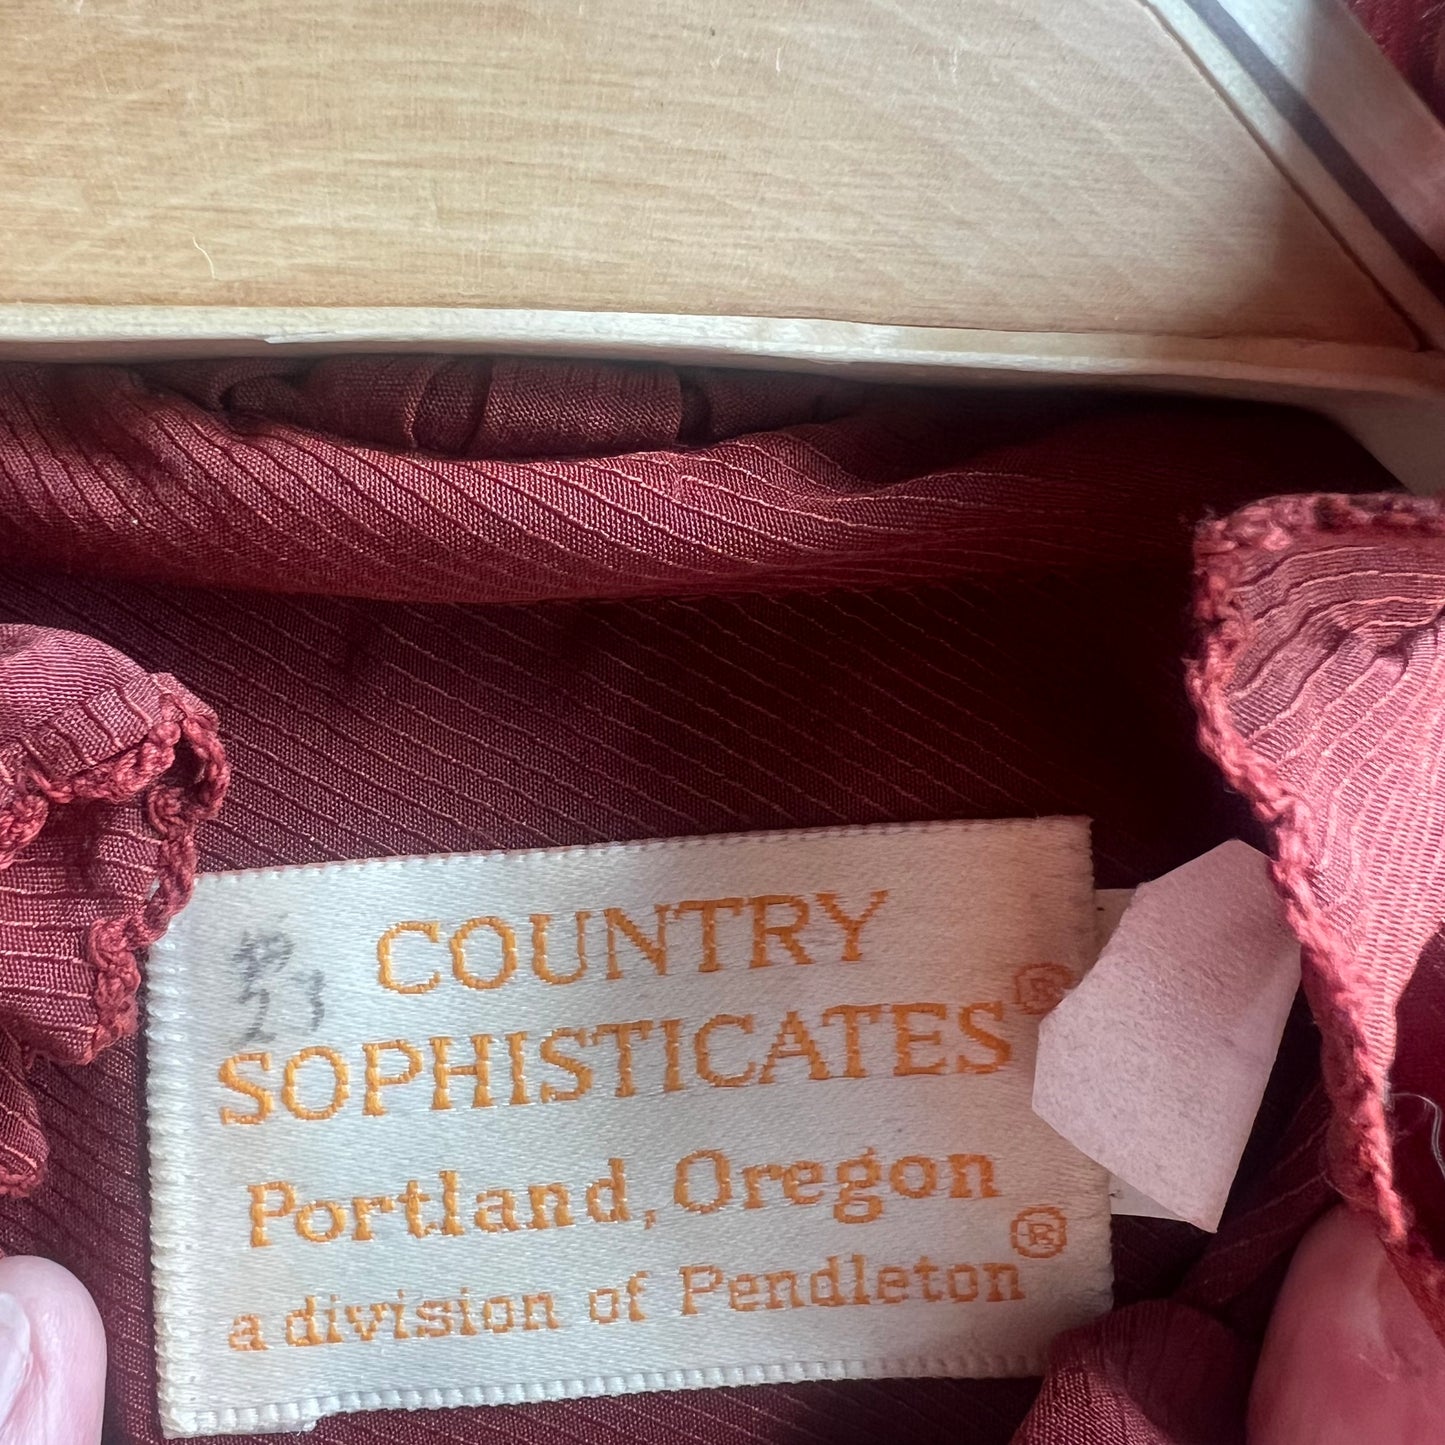 COUNTRY
SOPHISTICATES®
Portland, Oregon
a division of Pendleton®